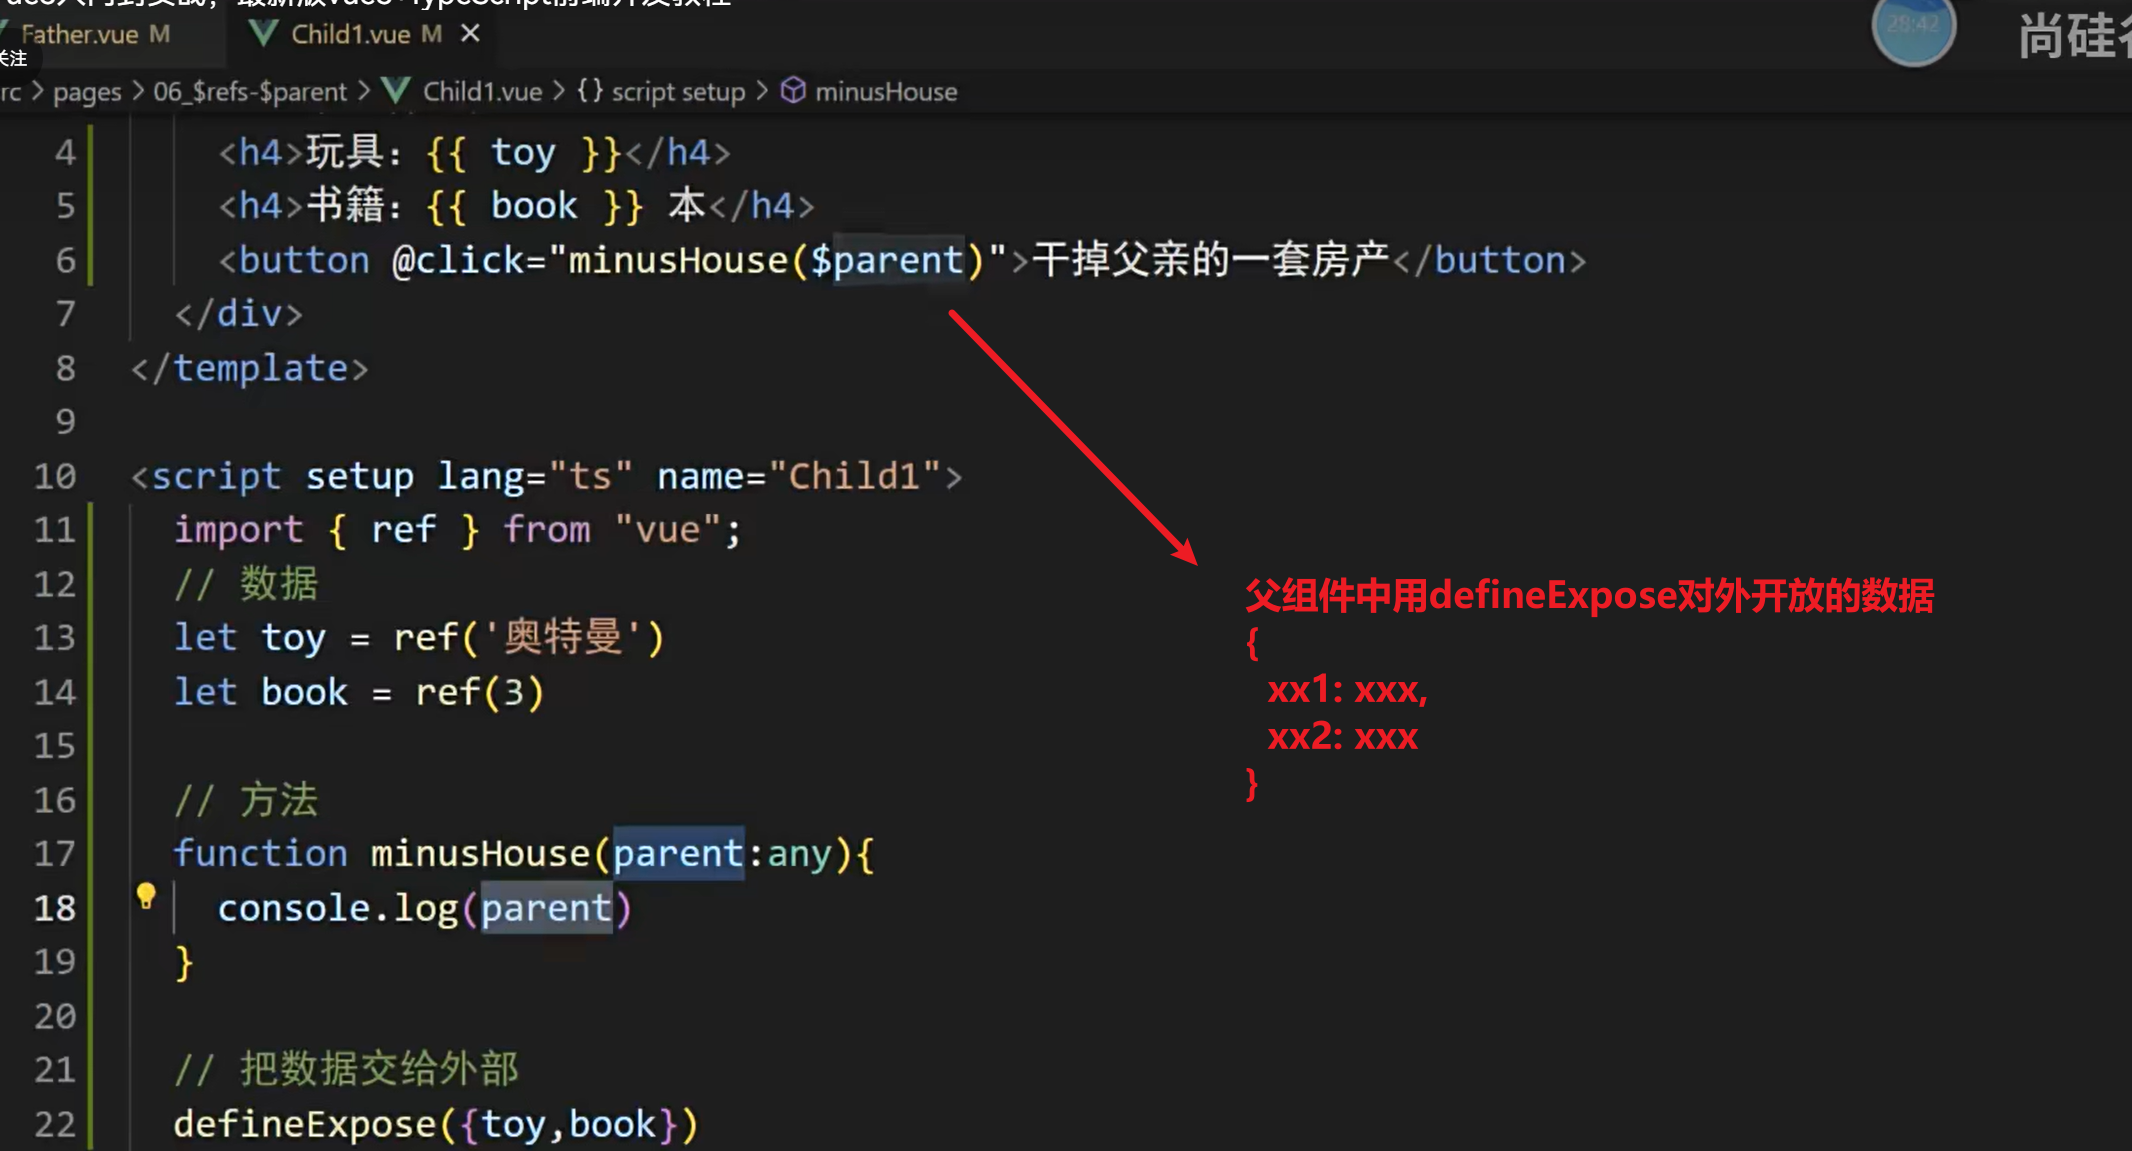 Father.vue M
Child1.vue M ×
28:42
尚硅
关注
rc > pages > 06_$refs-$parent > Child1.vue > {} script setup > minusHouse
4 <h4>玩具：{{ toy }}</h4>
5 <h4>书籍：{{ book }} 本</h4>
6 <button @click="minusHouse($parent)">干掉父亲的一套房产</button>
7 </div>
8 </template>
9
10 <script setup lang="ts" name="Child1">
11 import { ref } from "vue";
12 // 数据
13 let toy = ref('奥特曼')
14 let book = ref(3)
15
16 // 方法
17 function minusHouse(parent:any){
18 console.log(parent)
19 }
20
21 // 把数据交给外部
22 defineExpose({toy,book})
父组件中用defineExpose对外开放的数据
{
xx1: xxx,
xx2: xxx
}